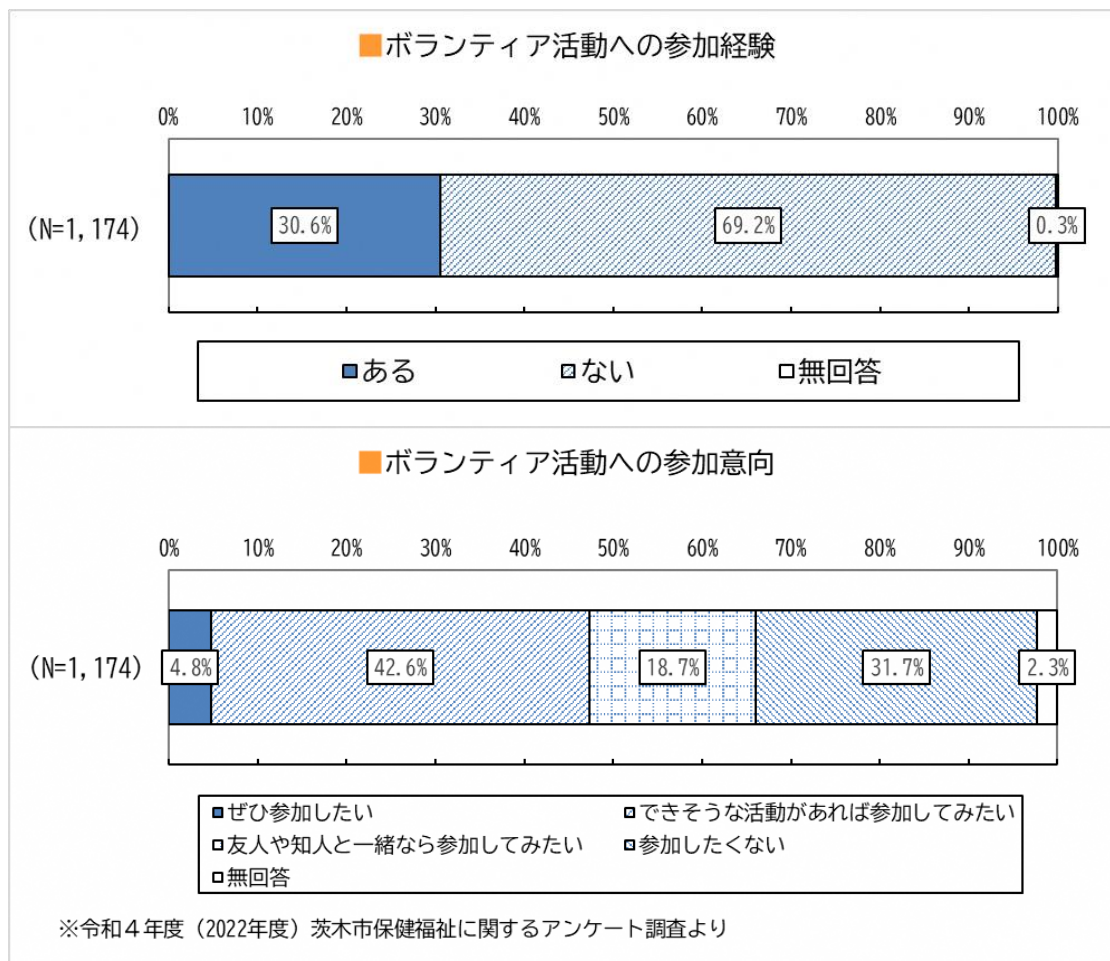 ■ボランティア活動への参加経験
0% 10% 20% 30% 40% 50% 60% 70% 80% 90% 100%
(N=1,174) 30.6% 69.2% 0.3%
■ある ない 無回答
■ボランティア活動への参加意向
0% 10% 20% 30% 40% 50% 60% 70% 80% 90% 100%
(N=1,174) 4.8% 42.6% 18.7% 31.7% 2.3%
ぜひ参加したい できそうな活動があれば参加してみたい
友人や知人と一緒なら参加してみたい 参加したくない
無回答
※令和４年度（2022年度）茨木市保健福祉に関するアンケート調査より